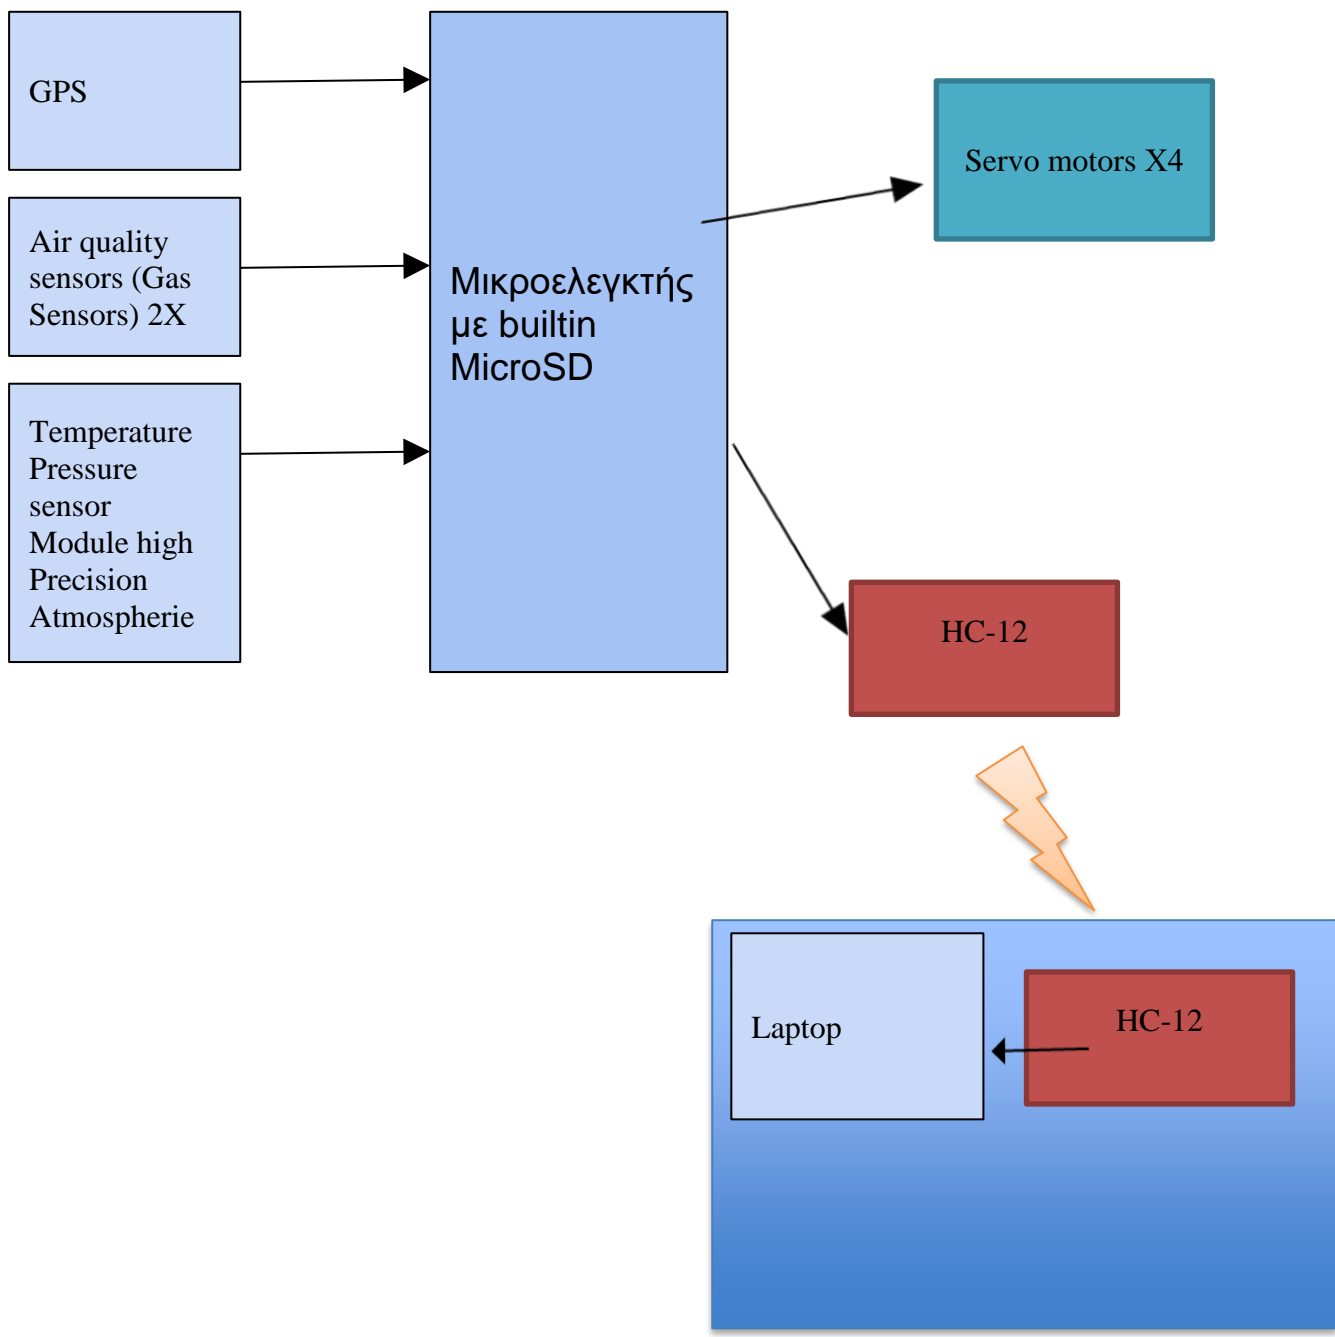 GPS
Air quality
sensors (Gas
Sensors) 2X
Temperature
Pressure
sensor
Module high
Precision
Atmospherie
Μικροελεγκτής
με builtin
MicroSD
Servo motors X4
HC-12
Laptop
HC-12